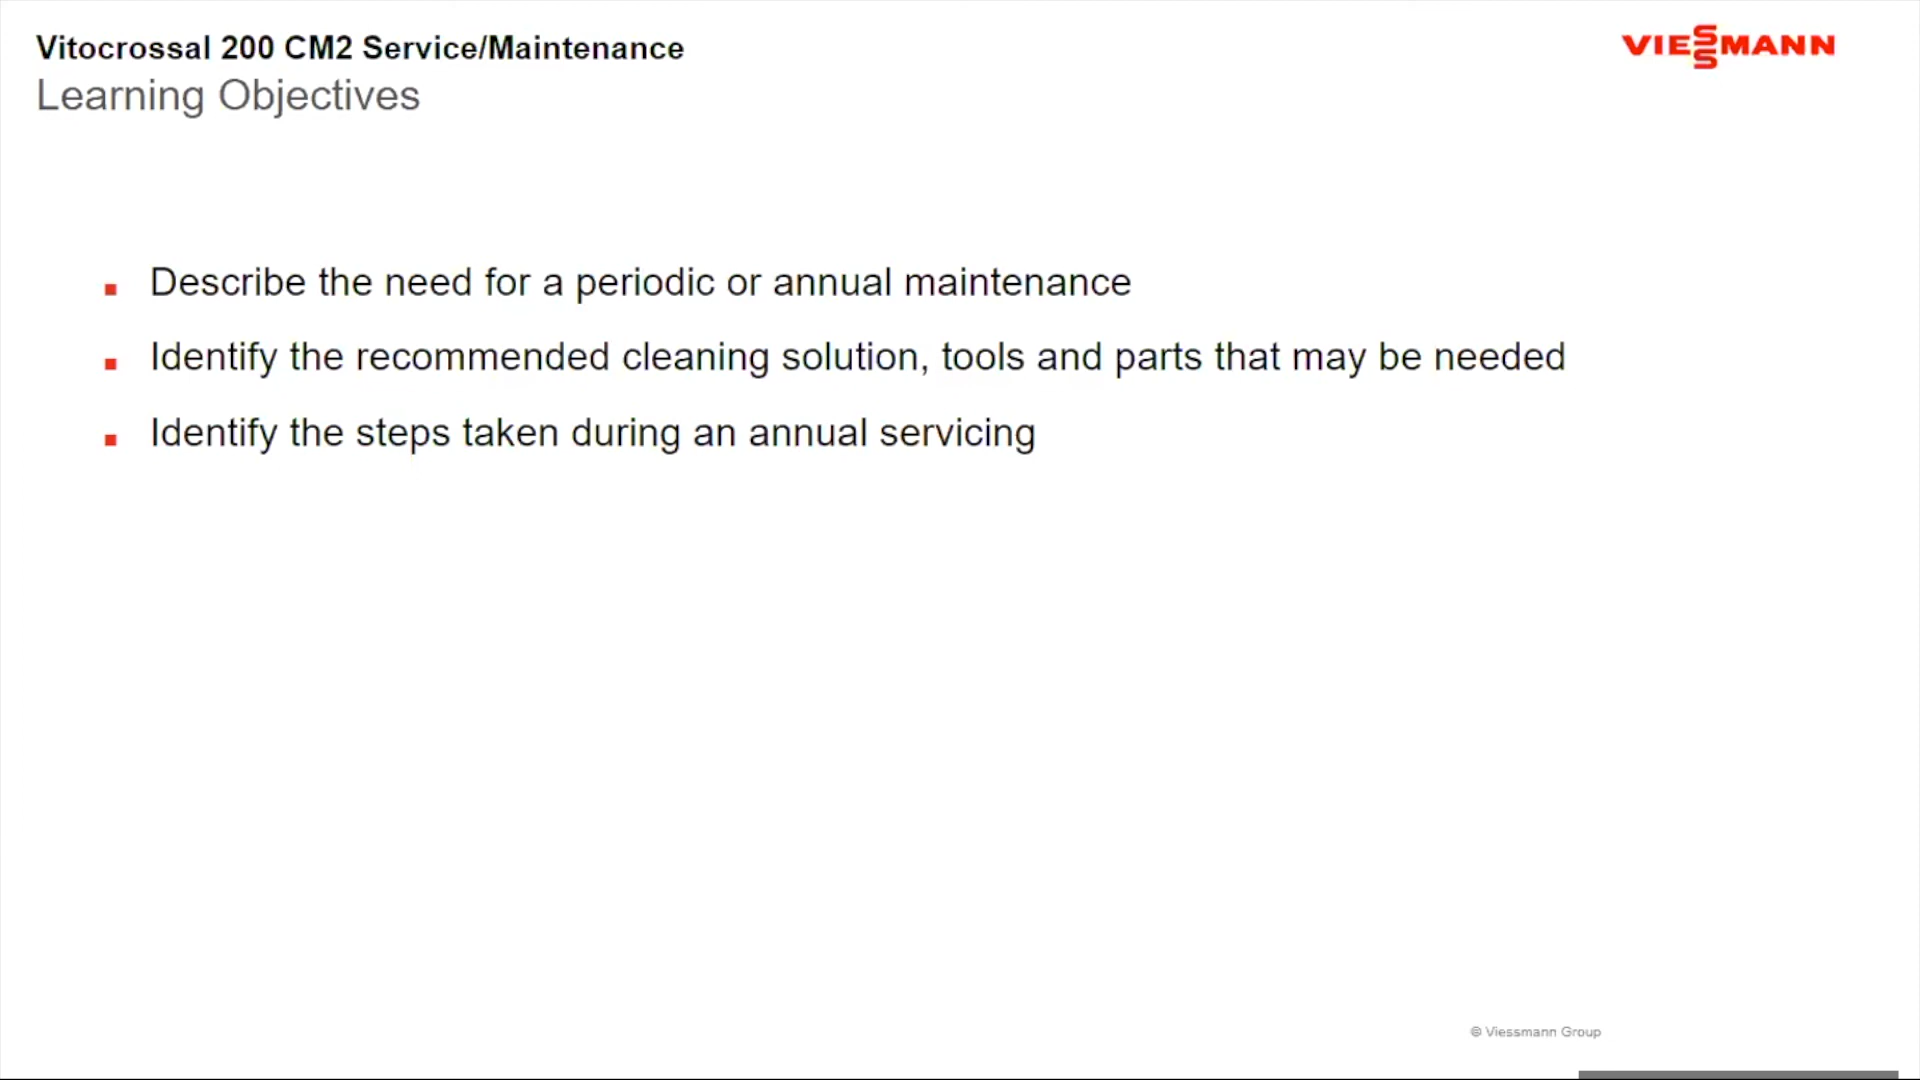 Vitocrossal 200 CM2 Service/Maintenance
VIESSMANN
Learning Objectives
Describe the need for a periodic or annual maintenance
Identify the recommended cleaning solution, tools and parts that may be needed
Identify the steps taken during an annual servicing
© Viessmann Group